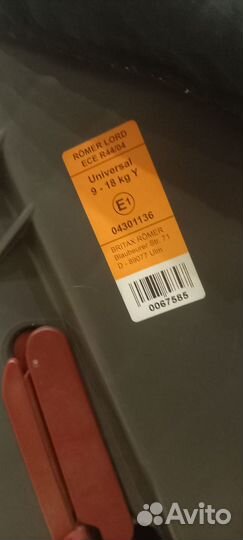 RÖMER LORD
ECE R44/04
Universal
9 - 18 kg Y
E1
04301136
BRITAX RÖMER
Blaubeurer Str. 71
D - 89077 Ulm
0067585
Avito